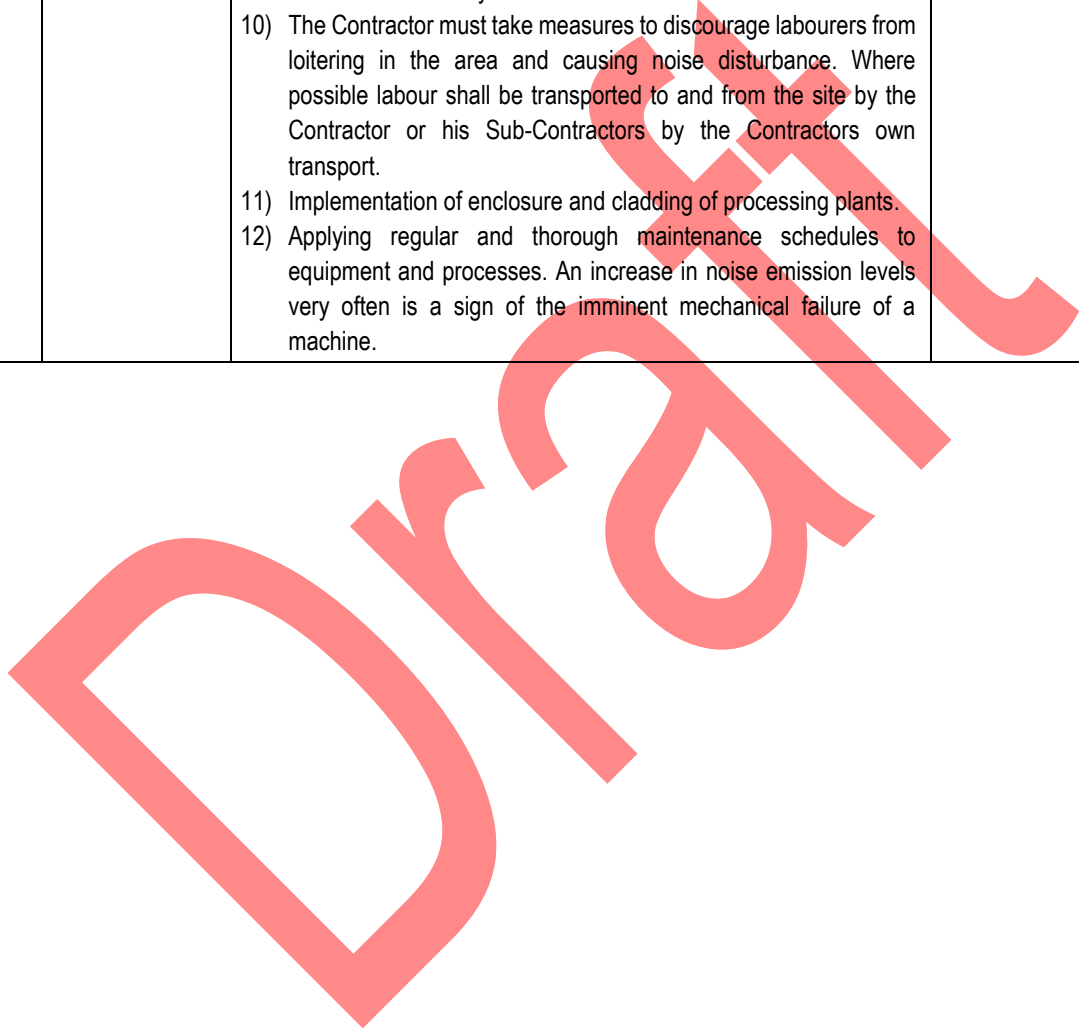 10) The Contractor must take measures to discourage labourers from
loitering in the area and causing noise disturbance. Where
possible labour shall be transported to and from the site by the
Contractor or his Sub-Contractors by the Contractors own
transport.
11) Implementation of enclosure and cladding of processing plants.
12) Applying regular and thorough maintenance schedules to
equipment and processes. An increase in noise emission levels
very often is a sign of the imminent mechanical failure of a
machine.
Draft